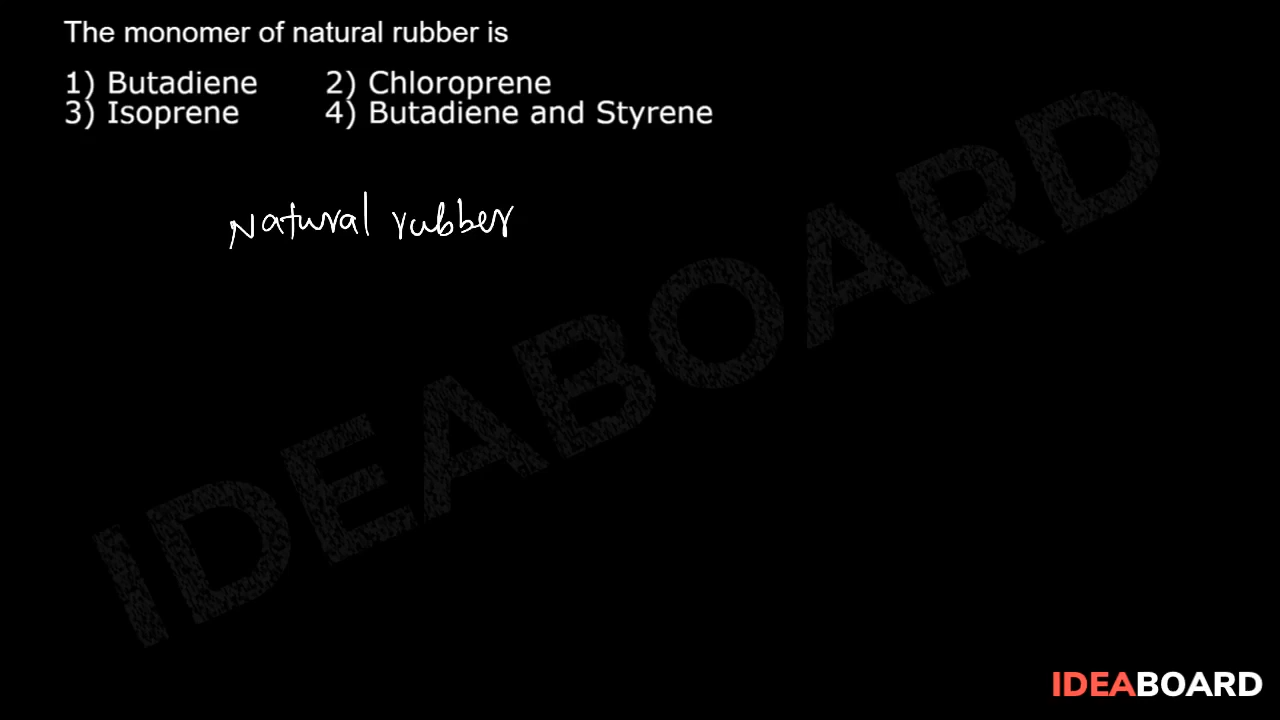 The monomer of natural rubber is
1) Butadiene 2) Chloroprene
3) Isoprene 4) Butadiene and Styrene
Natural rubber
IDEABOARD
IDEABOARD